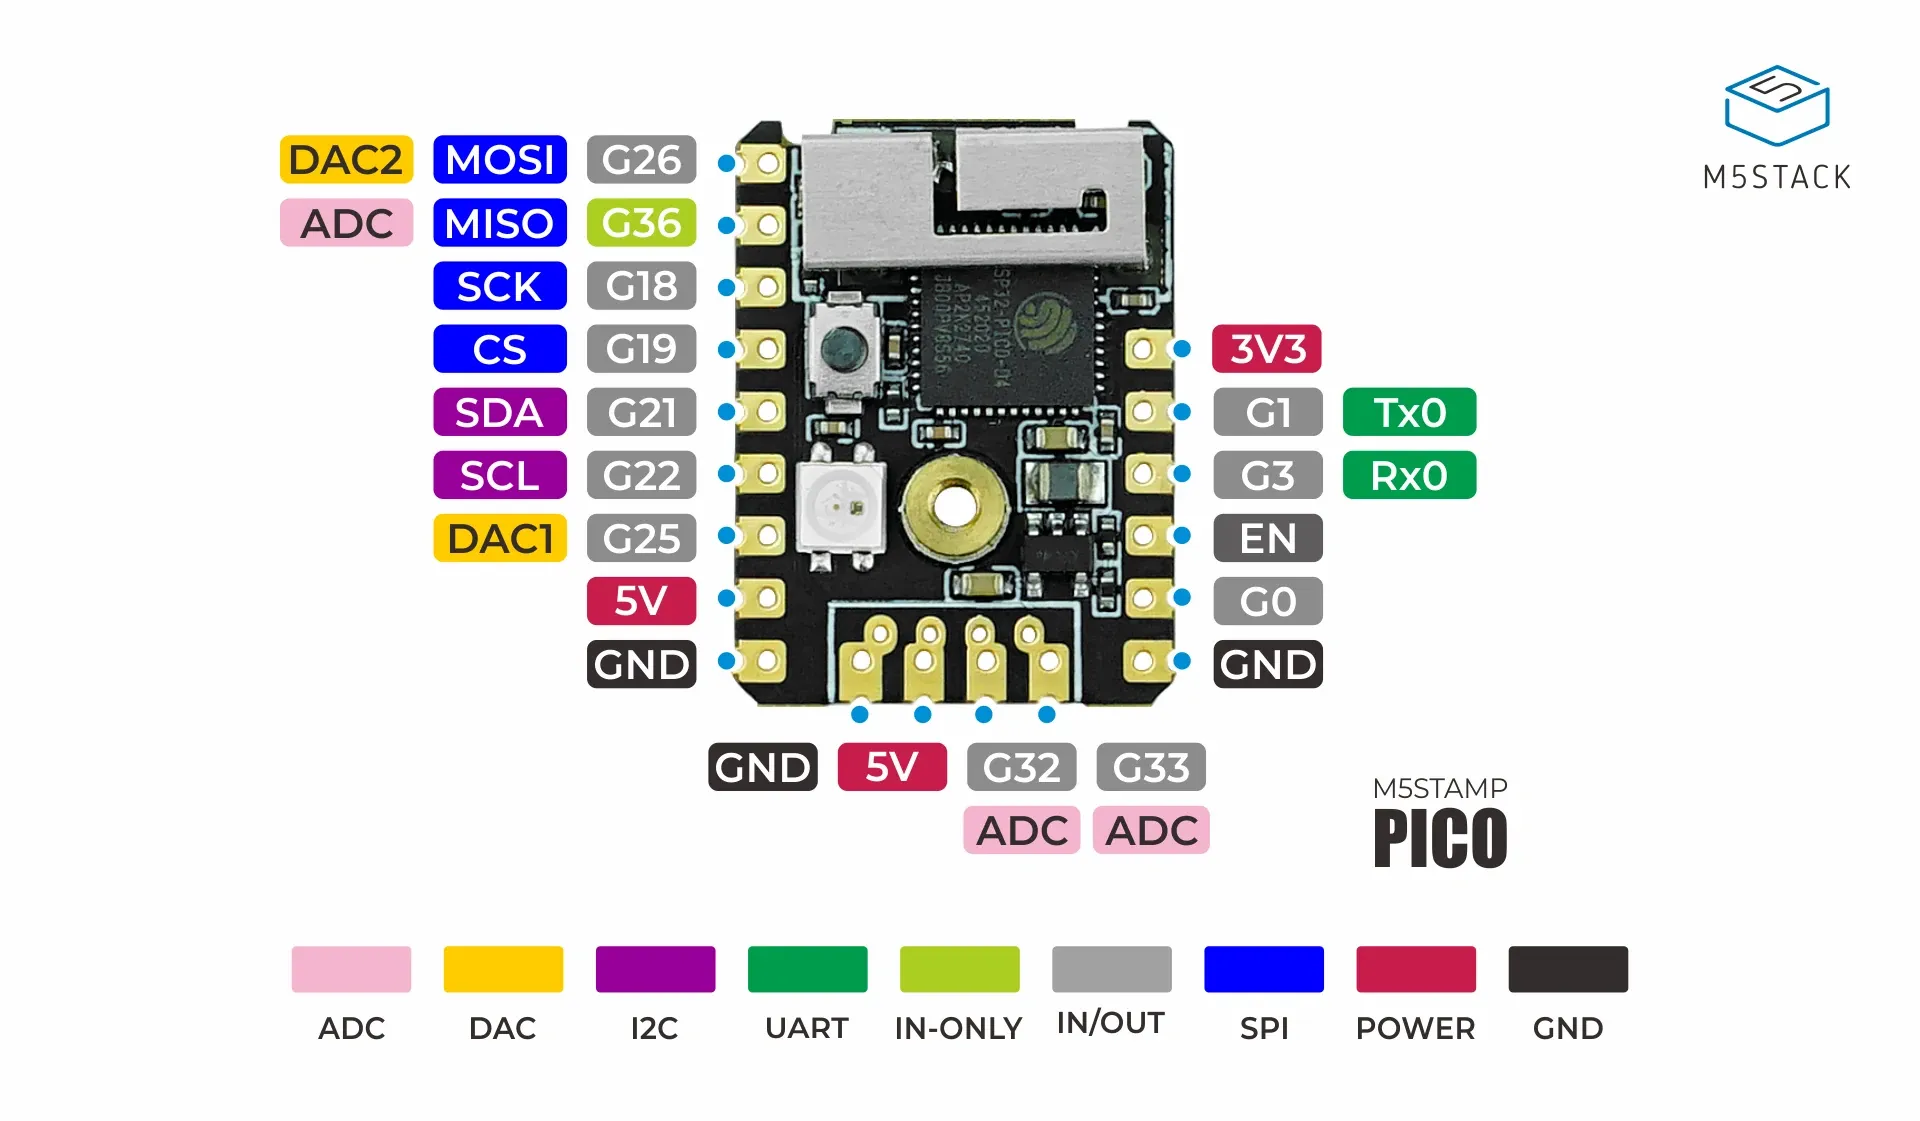 M5STACK
DAC2 MOSI G26
ADC MISO G36
SCK G18
CS G19
SDA G21
SCL G22
DAC1 G25
5V
GND
3V3
G1 Tx0
G3 Rx0
EN
G0
GND
GND 5V G32 G33
ADC ADC
M5STAMP
PICO
ADC DAC I2C UART IN-ONLY IN/OUT SPI POWER GND